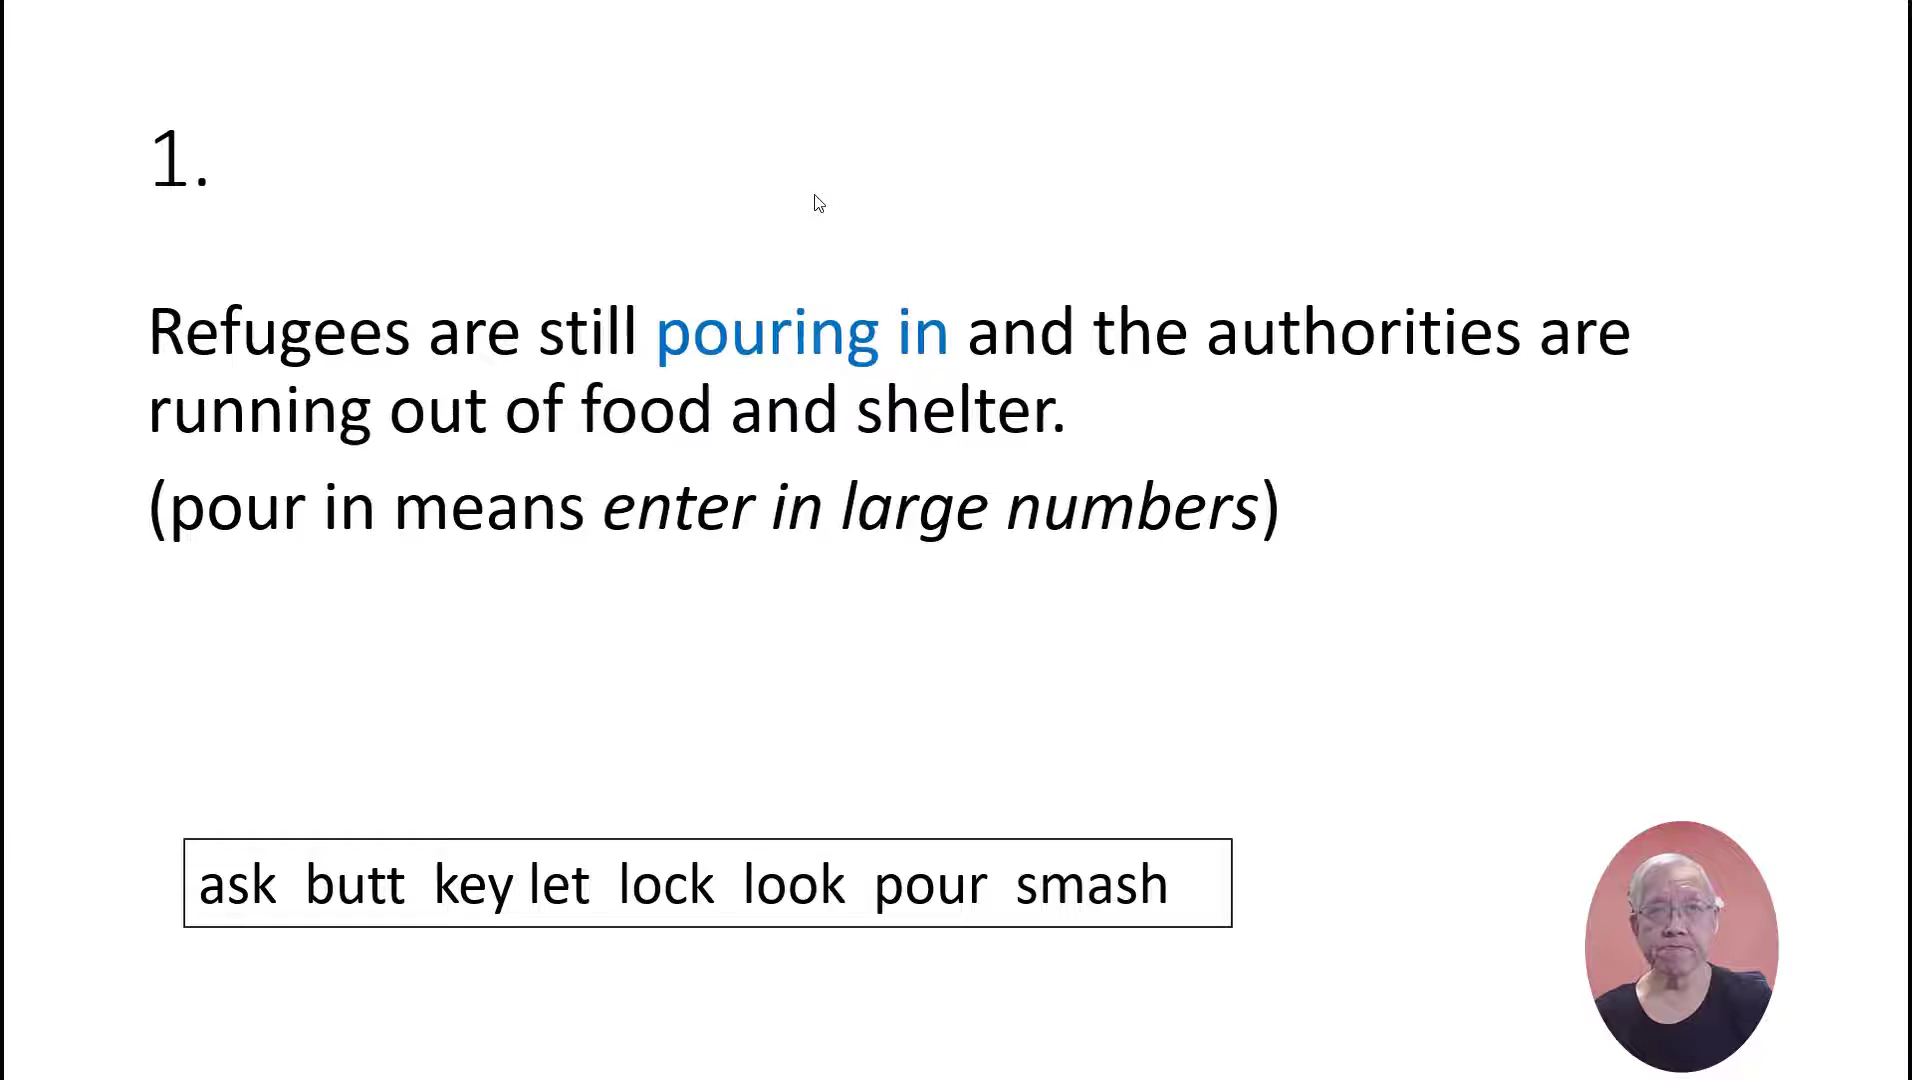 1.
Refugees are still pouring in and the authorities are
running out of food and shelter.
(pour in means enter in large numbers)
ask butt key let lock look pour smash